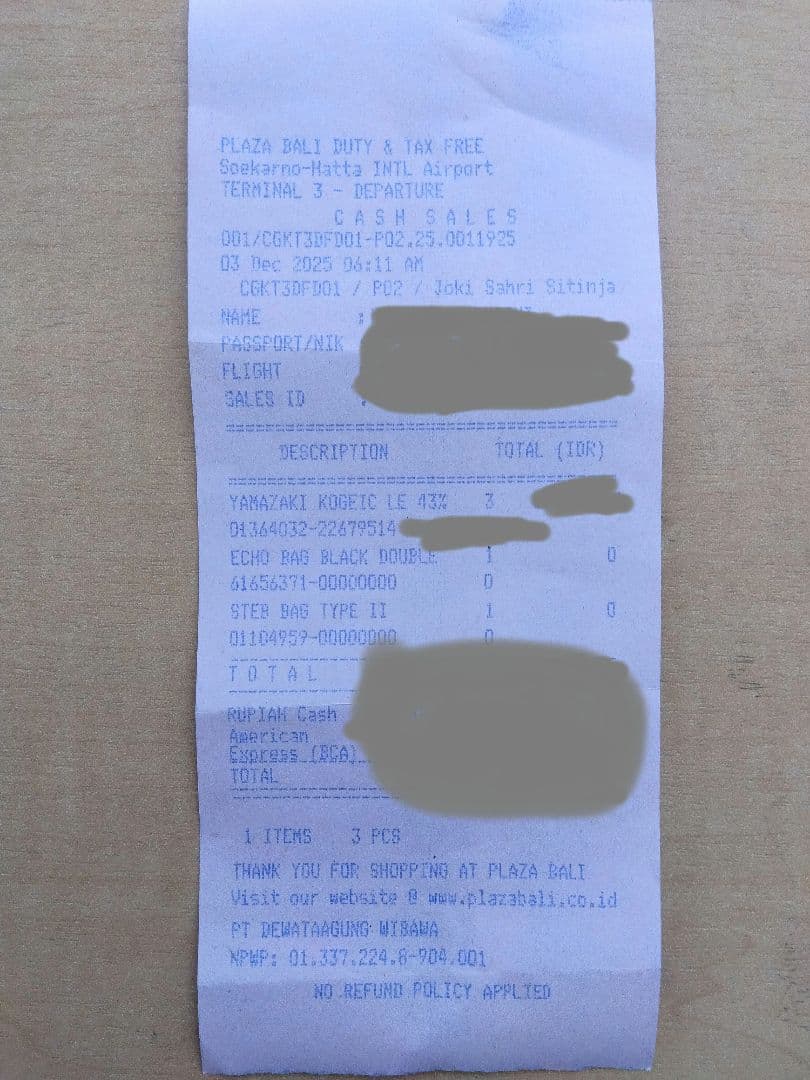 PLAZA BALI DUTY & TAX FREE
Soekarno-Hatta INTL Airport
TERMINAL 3 - DEPARTURE
CASH SALES
001/CGKT3DFD01-P02.25.0011925
03 Dec 2025 06:11 AM
CGKT3DFD01 / P02 / Joki Sahri Sitinja
NAME :
PASSPORT/NIK
FLIGHT
SALES ID :
DESCRIPTION TOTAL (IDR)
YAMAZAKI KOGEIC LE 43% 3
01364032-22679514
ECHO BAG BLACK DOUBLE 1 0
61656371-00000000 0
STEB BAG TYPE II 1 0
01104959-00000000 0
TOTAL
RUPIAH Cash
American
Express (BCA)
TOTAL
1 ITEMS 3 PCS
THANK YOU FOR SHOPPING AT PLAZA BALI
Visit our website @ www.plazabali.co.id
PT DEWATAAGUNG WIBAWA
NPWP: 01.337.224.8-904.001
NO REFUND POLICY APPLIED